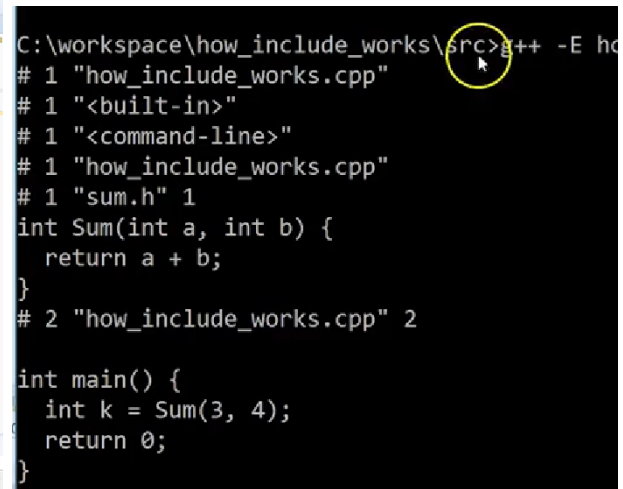 C:\workspace\how_include_works\src>g++ -E ho
# 1 "how_include_works.cpp"
# 1 "<built-in>"
# 1 "<command-line>"
# 1 "how_include_works.cpp"
# 1 "sum.h" 1
int Sum(int a, int b) {
  return a + b;
}
# 2 "how_include_works.cpp" 2

int main() {
  int k = Sum(3, 4);
  return 0;
}